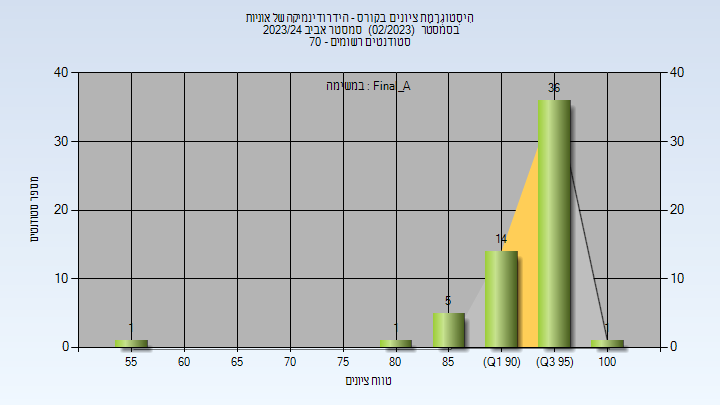 היסטוגרמת ציונים בקורס - הידרודינמיקה של אוניות
בסמסטר (02/2023) סמסטר אביב 2023/24
סטודנטים רשומים - 70
במשימה : Final_A
40 40
30 30
20 20
10 10
0 0
מספר סטודנטים
1 1 5 14 36 1
55 60 65 70 75 80 85 (Q1 90) (Q3 95) 100
טווח ציונים